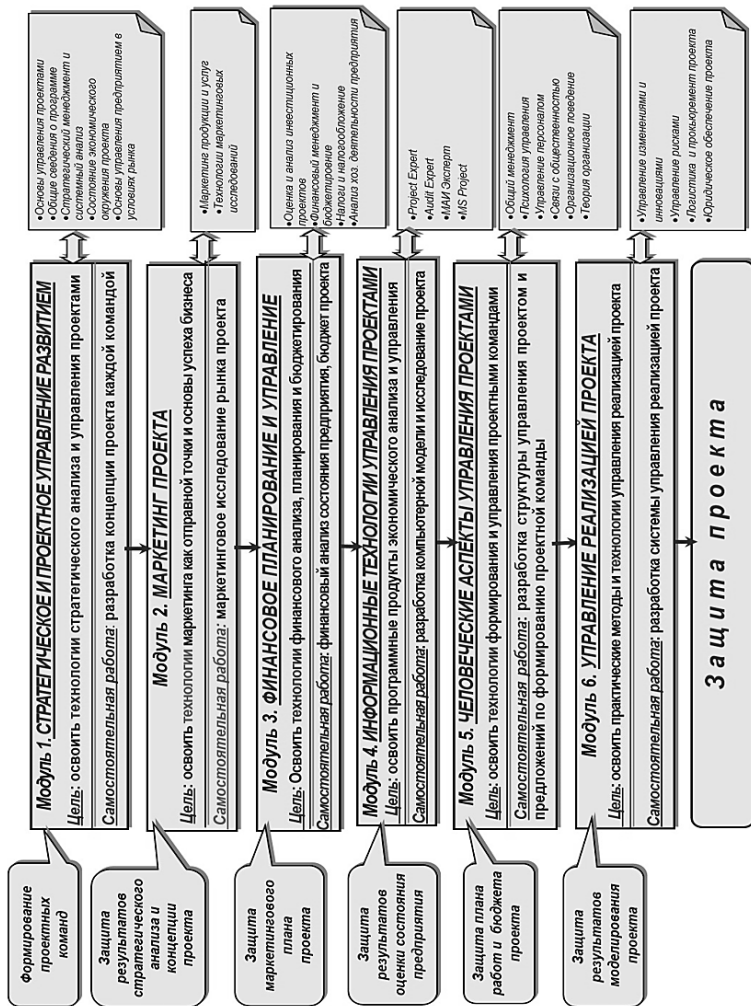 Формирование
проектных
команд
Модуль 1. СТРАТЕГИЧЕСКОЕ И ПРОЕКТНОЕ УПРАВЛЕНИЕ РАЗВИТИЕМ
Цель: освоить технологии стратегического анализа и управления проектами
Самостоятельная работа: разработка концепции проекта каждой командой
•Основы управления проектами
•Общие сведения о программе
•Стратегический менеджмент и
системный анализ
•Состояние экономического
окружения проекта
•Основы управления предприятием в
условиях рынка
Защита
результатов
стратегического
анализа и
концепции
проекта
Модуль 2. МАРКЕТИНГ ПРОЕКТА
Цель: освоить технологии маркетинга как отправной точки и основы успеха бизнеса
Самостоятельная работа: маркетинговое исследование рынка проекта
•Маркетинг продукции и услуг
•Технологии маркетинговых
исследований
Защита
маркетингового
плана
проекта
Модуль 3. ФИНАНСОВОЕ ПЛАНИРОВАНИЕ И УПРАВЛЕНИЕ
Цель: Освоить технологии финансового анализа, планирования и бюджетирования
Самостоятельная работа: финансовый анализ состояния предприятия, бюджет проекта
•Оценка и анализ инвестиционных
проектов
•Финансовый менеджмент и
бюджетирование
•Налоги и налогообложение
•Анализ хоз. деятельности предприятия
Защита
результатов
оценки состояния
предприятия
Модуль 4. ИНФОРМАЦИОННЫЕ ТЕХНОЛОГИИ УПРАВЛЕНИЯ ПРОЕКТАМИ
Цель: освоить программные продукты экономического анализа и управления
Самостоятельная работа: разработка компьютерной модели и исследование проекта
•Project Expert
•Audit Expert
•МАИ Эксперт
•MS Project
Защита плана
работ и бюджета
проекта
Модуль 5. ЧЕЛОВЕЧЕСКИЕ АСПЕКТЫ УПРАВЛЕНИЯ ПРОЕКТАМИ
Цель: освоить технологии формирования и управления проектными командами
Самостоятельная работа: разработка структуры управления проектом и
предложений по формированию проектной команды
•Общий менеджмент
•Психология управления
•Управление персоналом
•Связи с общественностью
•Организационное поведение
•Теория организации
Защита
результатов
моделирования
проекта
Модуль 6. УПРАВЛЕНИЕ РЕАЛИЗАЦИЕЙ ПРОЕКТА
Цель: освоить практические методы и технологии управления реализацией проекта
Самостоятельная работа: разработка системы управления реализацией проекта
•Управление изменениями и
инновациями
•Управление рисками
•Логистика и прокьюремент проекта
•Юридическое обеспечение проекта
Защита проекта